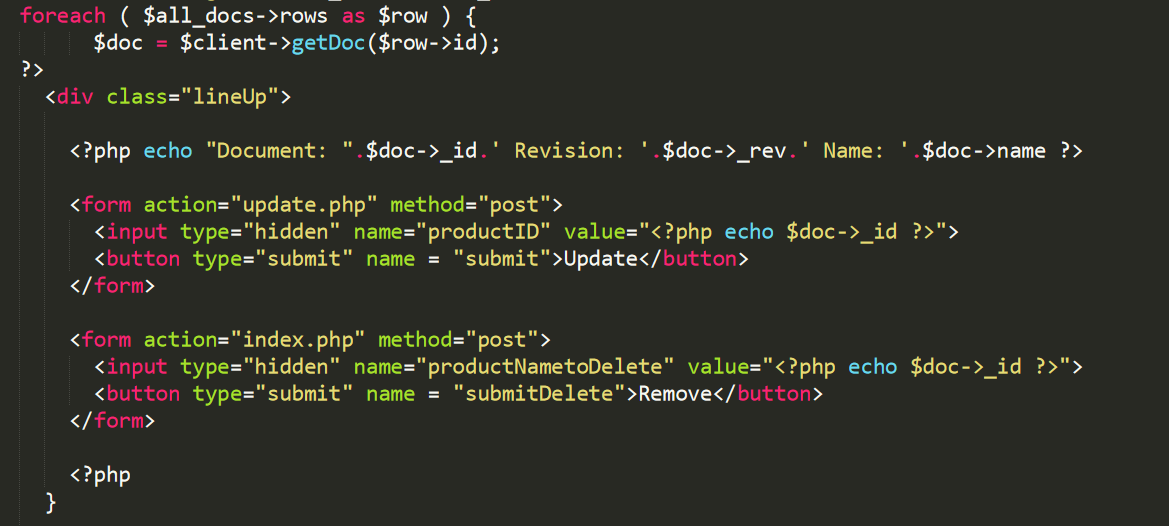 foreach ( $all_docs->rows as $row ) {
$doc = $client->getDoc($row->id);
?>
<div class="lineUp">
<?php echo "Document: ".$doc->_id.' Revision: '.$doc->_rev.' Name: '.$doc->name ?>
<form action="update.php" method="post">
<input type="hidden" name="productID" value="<?php echo $doc->_id ?>">
<button type="submit" name = "submit">Update</button>
</form>
<form action="index.php" method="post">
<input type="hidden" name="productNametoDelete" value="<?php echo $doc->_id ?>">
<button type="submit" name = "submitDelete">Remove</button>
</form>
<?php
}